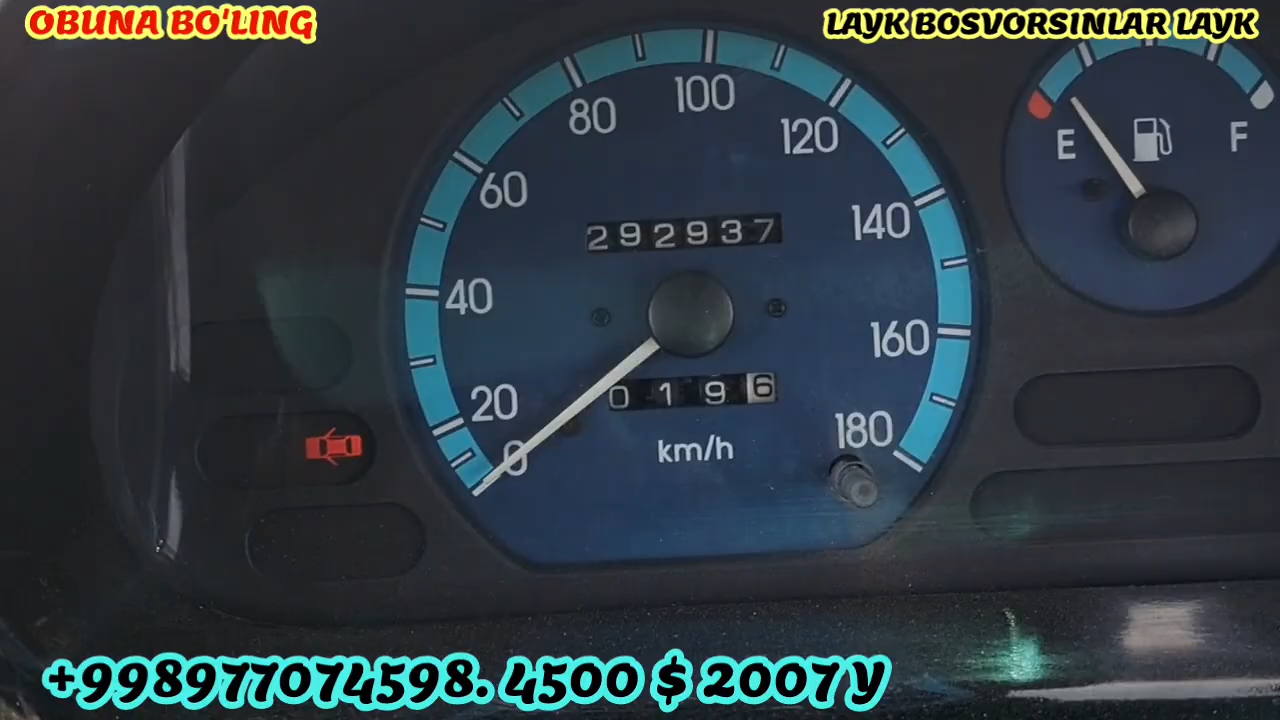 OBUNA BO'LING
LAYK BOSVORSINLAR LAYK
100
80
120
60
E
F
292937
140
40
160
0196
20
180
0
km/h
+998977074598. 4500 $ 2007 Y